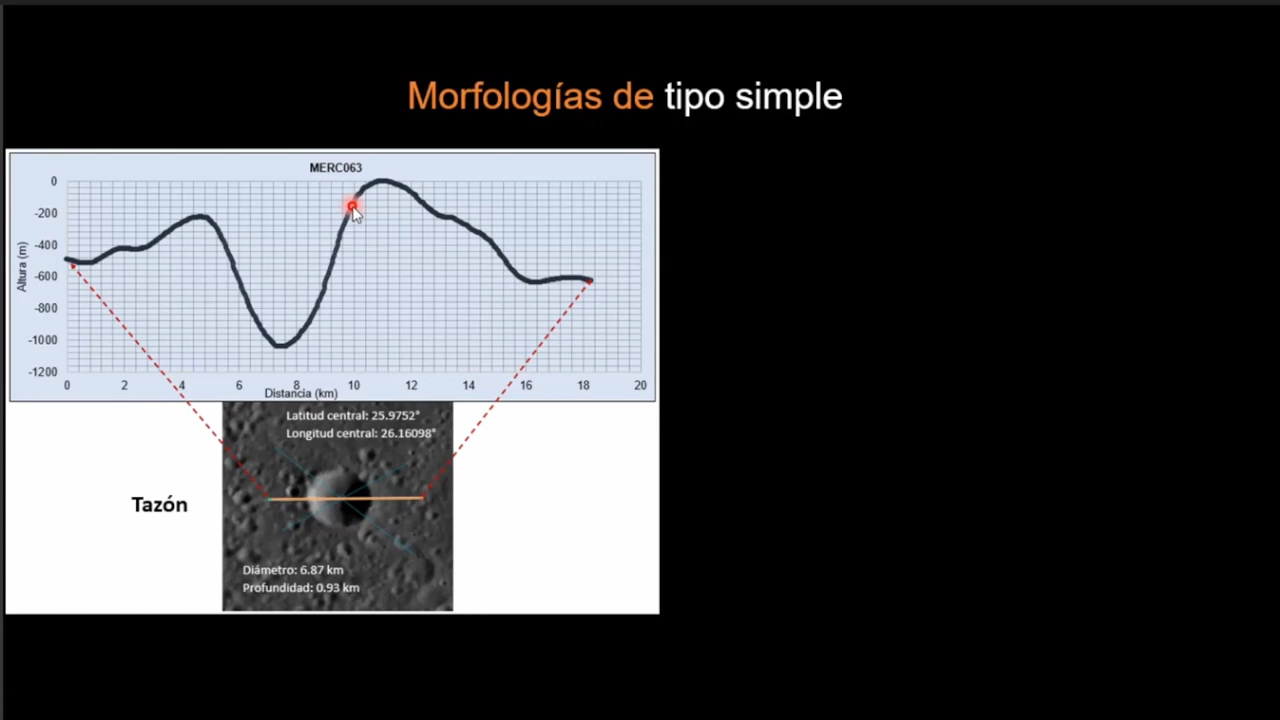 Morfologías de tipo simple
MERC063
0
-200
-400
-600
-800
-1000
-1200
Altura (m)
0 2 4 6 8 10 12 14 16 18 20
Distancia (km)
Latitud central: 25.9752°
Longitud central: 26.16098°
Tazón
Diámetro: 6.87 km
Profundidad: 0.93 km